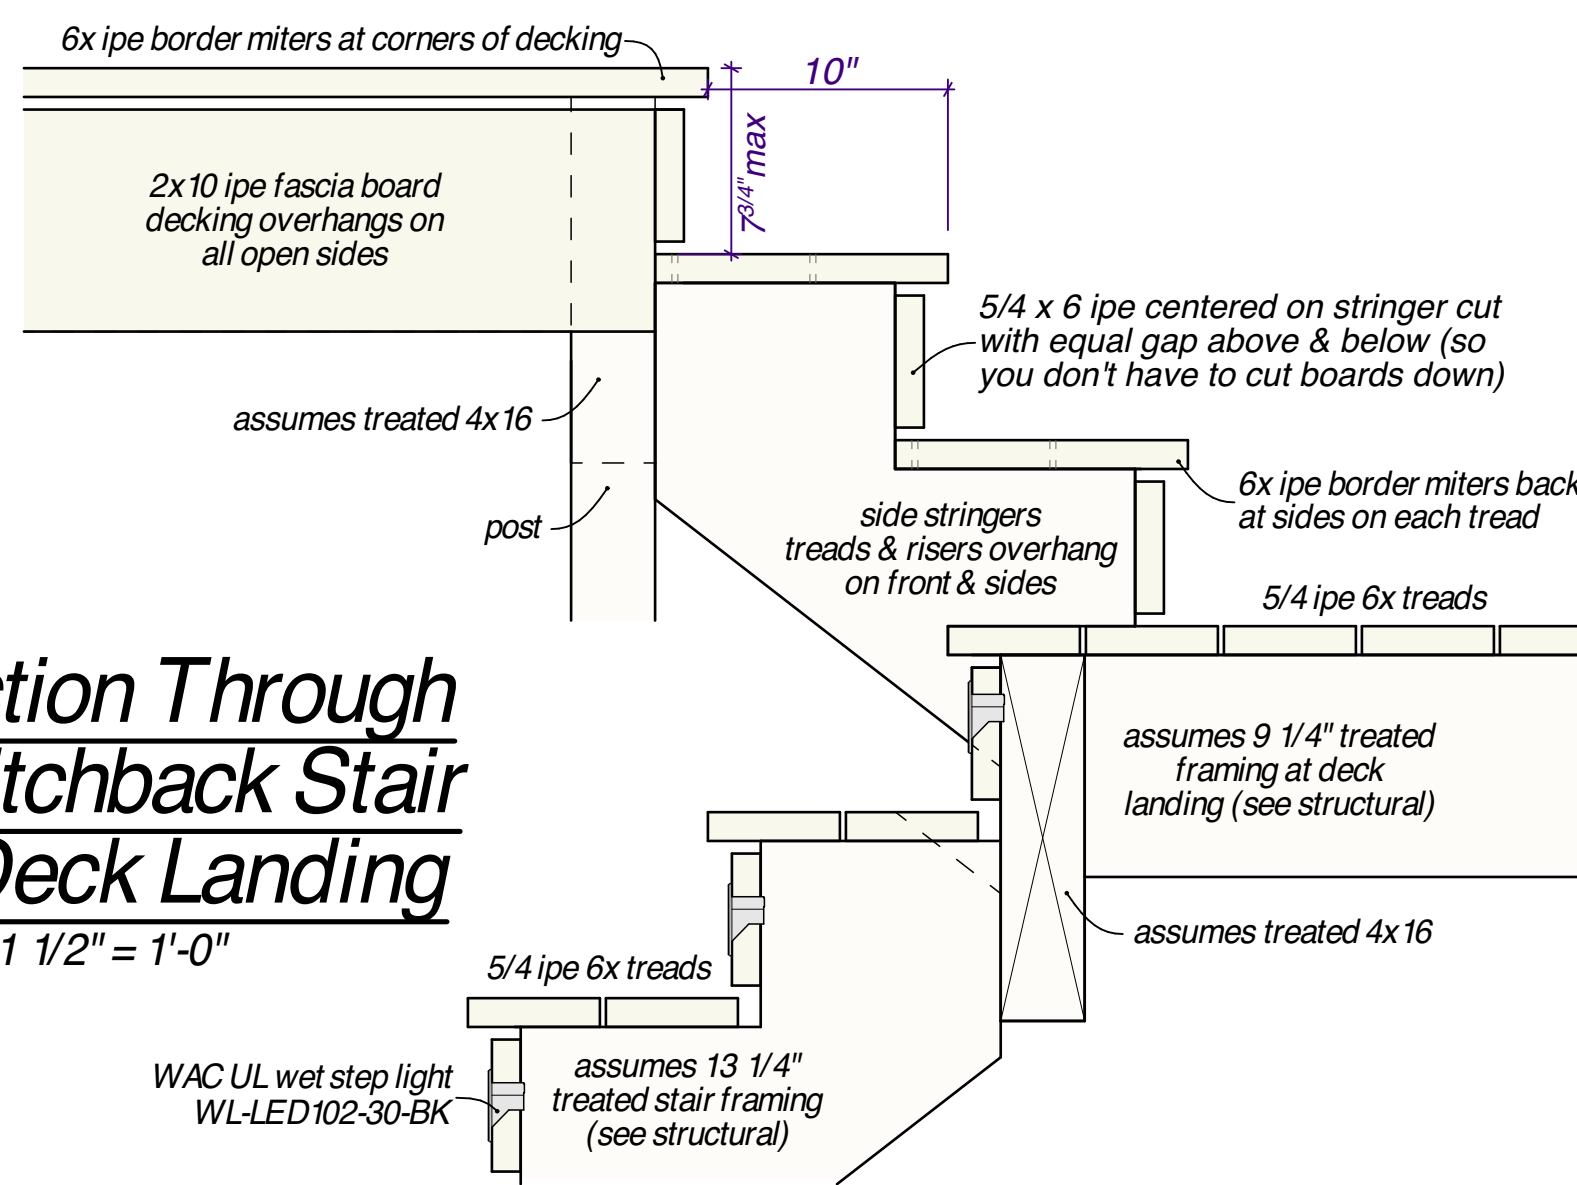 6x ipe border miters at corners of decking
10"
7 3/4" max
2x10 ipe fascia board
decking overhangs on
all open sides
5/4 x 6 ipe centered on stringer cut
with equal gap above & below (so
you don't have to cut boards down)
assumes treated 4x16
6x ipe border miters back
at sides on each tread
post
side stringers
treads & risers overhang
on front & sides
5/4 ipe 6x treads
ction Through
itchback Stair
Deck Landing
1 1/2" = 1'-0"
assumes 9 1/4" treated
framing at deck
landing (see structural)
assumes treated 4x16
5/4 ipe 6x treads
WAC UL wet step light
WL-LED102-30-BK
assumes 13 1/4"
treated stair framing
(see structural)